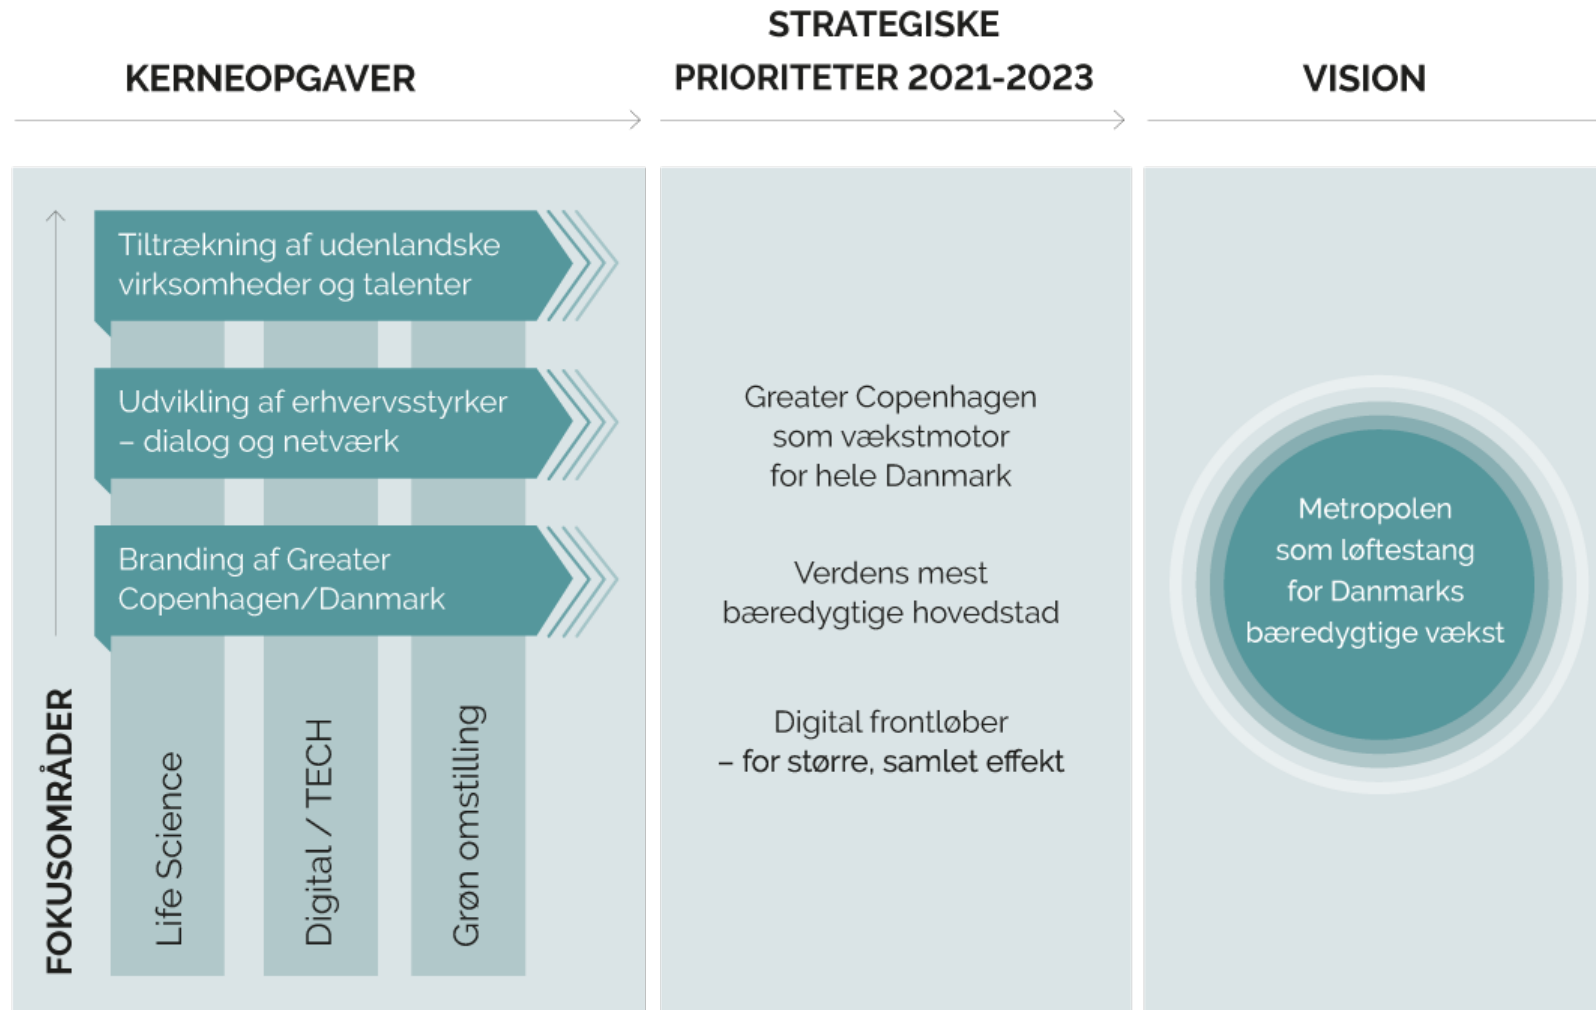 KERNEOPGAVER
STRATEGISKE
PRIORITETER 2021-2023
VISION
Tiltrækning af udenlandske
virksomheder og talenter
Udvikling af erhvervsstyrker
– dialog og netværk
Branding af Greater
Copenhagen/Danmark
FOKUSOMRÅDER
Life Science
Digital / TECH
Grøn omstilling
Greater Copenhagen
som vækstmotor
for hele Danmark
Verdens mest
bæredygtige hovedstad
Digital frontløber
– for større, samlet effekt
Metropolen
som løftestang
for Danmarks
bæredygtige vækst